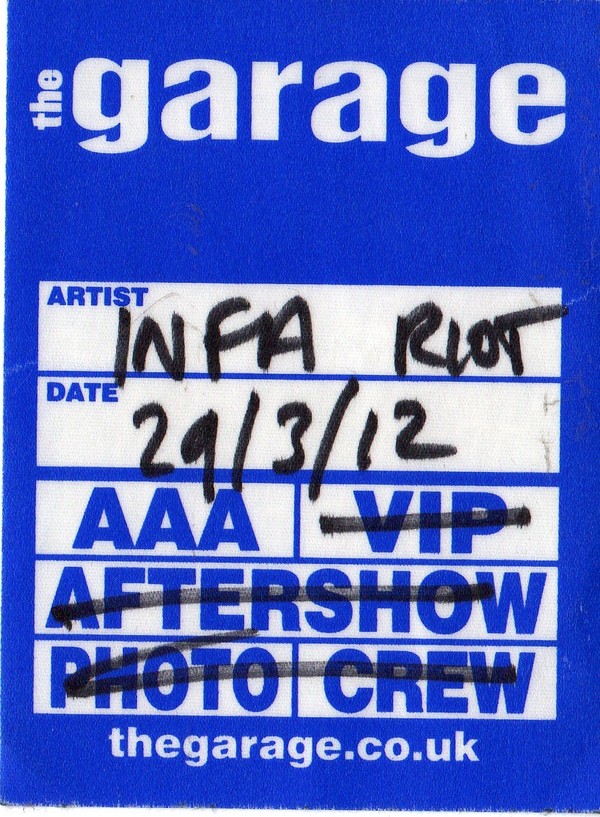 the garage
ARTIST
INFA RIOT
DATE
29/3/12
AAA VIP
AFTERSHOW
PHOTO CREW
thegarage.co.uk